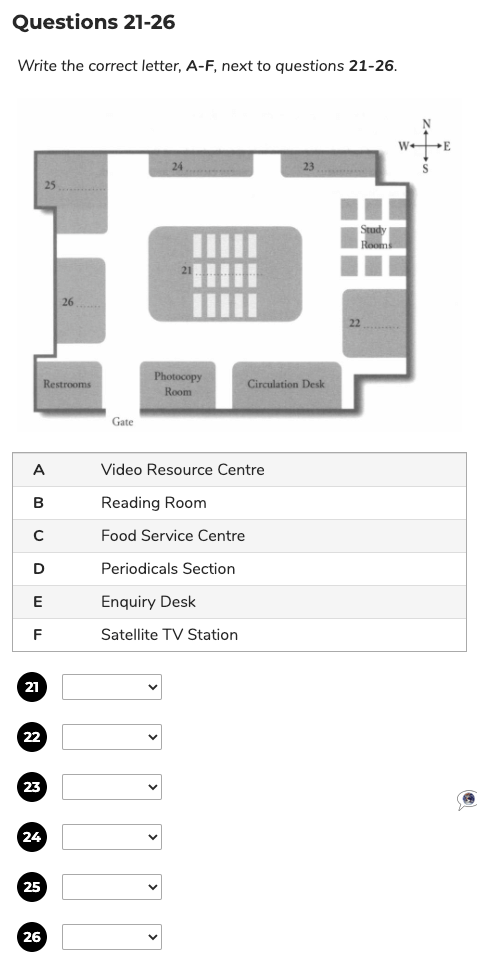 Questions 21-26
Write the correct letter, A-F, next to questions 21-26.
N
W E
S
25 ............
24 ............
23 ............
Study
Rooms
21 ............
26 ......
22 ............
Restrooms
Photocopy
Room
Circulation Desk
Gate
A Video Resource Centre
B Reading Room
C Food Service Centre
D Periodicals Section
E Enquiry Desk
F Satellite TV Station
21
22
23
24
25
26